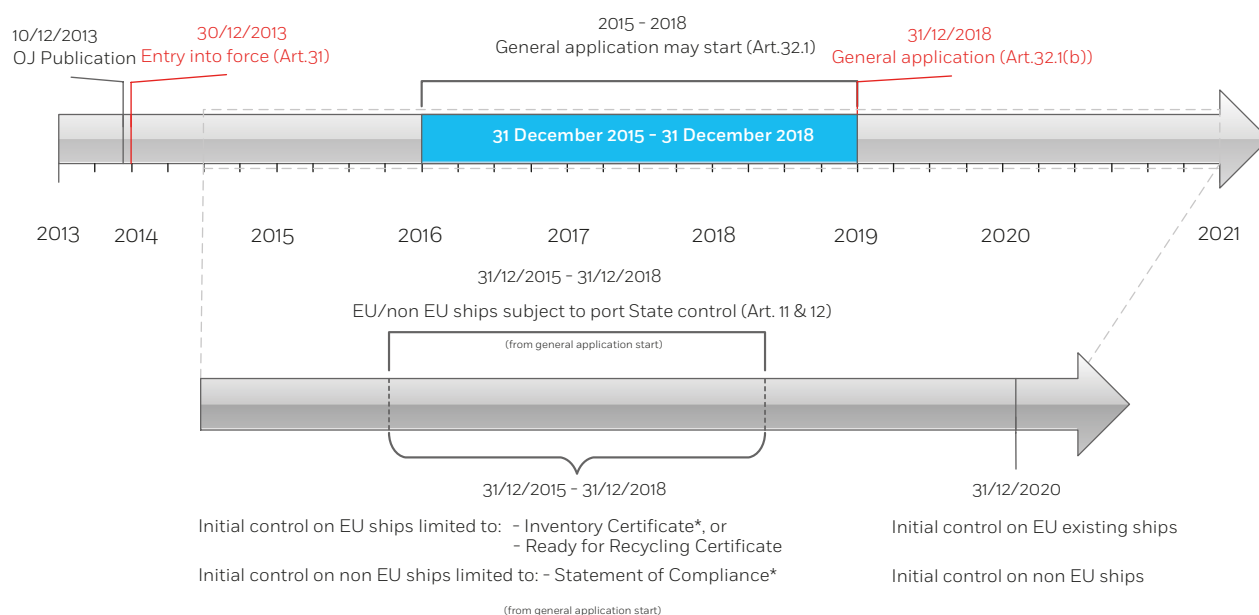 10/12/2013
OJ Publication
30/12/2013
Entry into force (Art.31)
2015 - 2018
General application may start (Art.32.1)
31/12/2018
General application (Art.32.1(b))
31 December 2015 - 31 December 2018
2013 2014 2015 2016 2017 2018 2019 2020 2021
31/12/2015 - 31/12/2018
EU/non EU ships subject to port State control (Art. 11 & 12)
(from general application start)
31/12/2015 - 31/12/2018
Initial control on EU ships limited to: - Inventory Certificate*, or
- Ready for Recycling Certificate
Initial control on non EU ships limited to: - Statement of Compliance*
(from general application start)
31/12/2020
Initial control on EU existing ships
Initial control on non EU ships